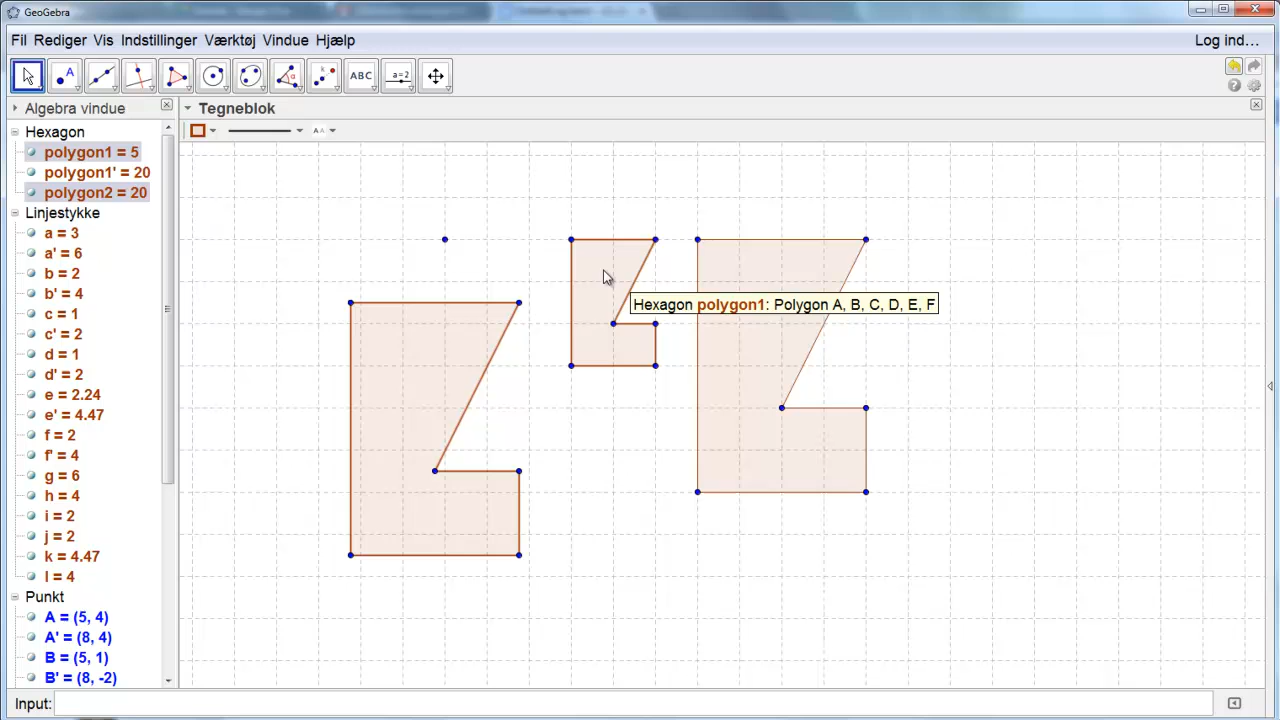 GeoGebra
Fil Rediger Vis Indstillinger Værktøj Vindue Hjælp Log ind...
A ABC a=2
Algebra vindue Tegneblok
AA
Hexagon
polygon1 = 5
polygon1' = 20
polygon2 = 20
Linjestykke
a = 3
a' = 6
b = 2
b' = 4
c = 1
c' = 2
d = 1
d' = 2
e = 2.24
e' = 4.47
f = 2
f' = 4
g = 6
h = 4
i = 2
j = 2
k = 4.47
l = 4
Punkt
A = (5, 4)
A' = (8, 4)
B = (5, 1)
B' = (8, -2)
Hexagon polygon1: Polygon A, B, C, D, E, F
Input: